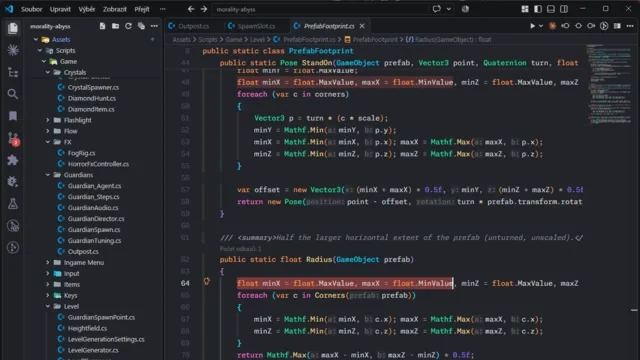 morality-abyss
morality-abyss
Outpost.cs
SpawnSlot.cs
PrefabFootprint.cs
Assets
Scripts
Game
Crystals
CrystalSpawner.cs
DiamondHunt.cs
DiamondItem.cs
Flashlight
Flow
FX
FogRig.cs
HorrorFxController.cs
Guardians
Guardian_Agent.cs
Guardian_Steps.cs
GuardianAudio.cs
GuardianDirector.cs
GuardianSpawner.cs
GuardianTuning.cs
Outpost.cs
Ingame Menu
Input
Items
Keys
Level
GuardianSpawnPoint.cs
Heightfield.cs
LevelGenerationSettings.cs
LevelGenerator.cs
Assets > Scripts > Game > Level > PrefabFootprint.cs > PrefabFootprint > Radius(GameObject) : float
public static class PrefabFootprint
public static Pose StandOn(GameObject prefab, Vector3 point, Quaternion turn, float
float minY = float.MaxValue;
float minX = float.MaxValue, maxX = float.MinValue, minZ = float.MaxValue, maxZ
foreach (var c in corners)
{
Vector3 p = turn * (c * scale);
minY = Mathf.Min(a: minY, b: p.y);
minX = Mathf.Min(a: minX, b: p.x); maxX = Mathf.Max(a: maxX, b: p.x);
minZ = Mathf.Min(a: minZ, b: p.z); maxZ = Mathf.Max(a: maxZ, b: p.z);
}
var offset = new Vector3(x: (minX + maxX) * 0.5f, y: minY, z: (minZ + maxZ) * 0.5f
return new Pose(position: point - offset, rotation: turn * prefab.transform.rotat
}
/// <summary>Half the larger horizontal extent of the prefab (unturned, unscaled).</
public static float Radius(GameObject prefab)
{
64
float minX = float.MaxValue, maxX = float.MinValue, minZ = float.MaxValue, maxZ
foreach (var c in Corners(prefab: prefab))
{
minX = Mathf.Min(a: minX, b: c.x); maxX = Mathf.Max(a: maxX, b: c.x);
minZ = Mathf.Min(a: minZ, b: c.z); maxZ = Mathf.Max(a: maxZ, b: c.z);
}
return Mathf.Max(a: maxX - minX, b: maxZ - minZ) * 0.5f;